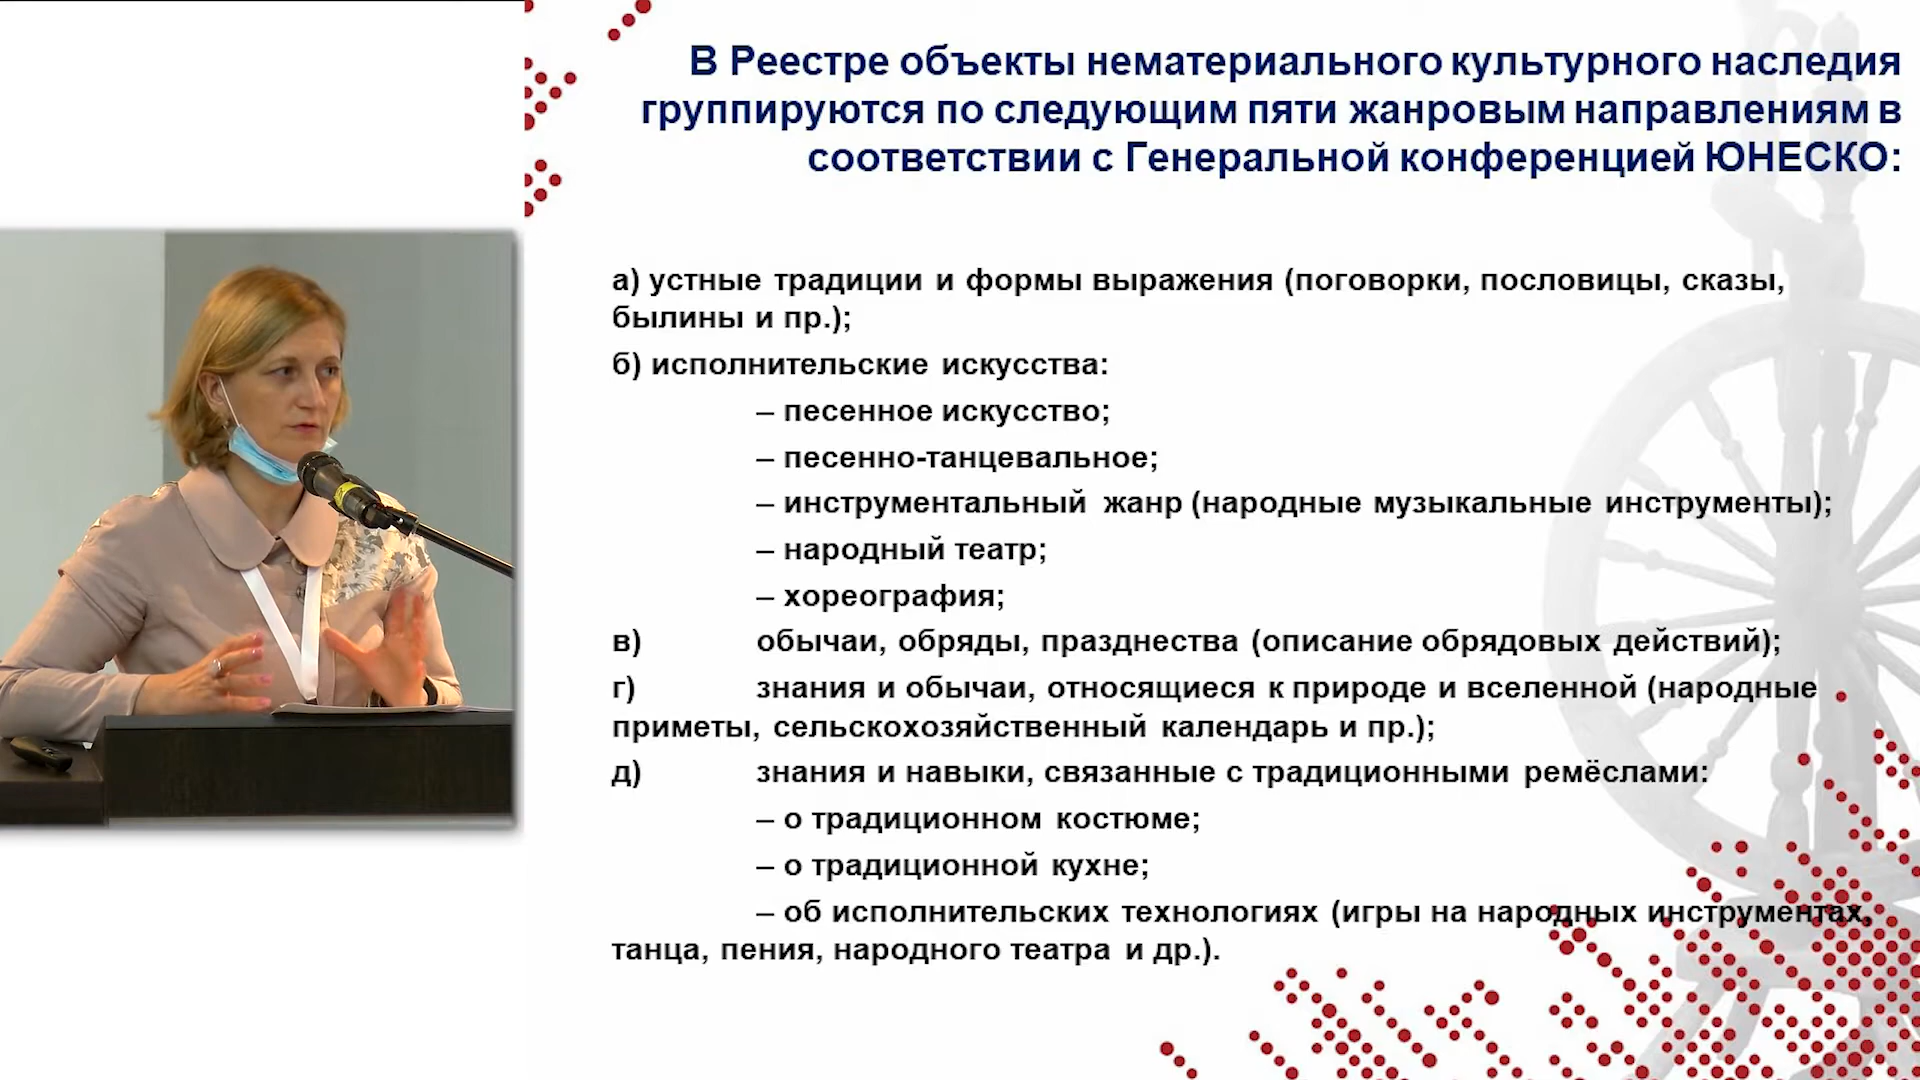 В Реестре объекты нематериального культурного наследия
группируются по следующим пяти жанровым направлениям в
соответствии с Генеральной конференцией ЮНЕСКО:
а) устные традиции и формы выражения (поговорки, пословицы, сказы,
былины и пр.);
б) исполнительские искусства:
– песенное искусство;
– песенно-танцевальное;
– инструментальный жанр (народные музыкальные инструменты);
– народный театр;
– хореография;
в) обычаи, обряды, празднества (описание обрядовых действий);
г) знания и обычаи, относящиеся к природе и вселенной (народные
приметы, сельскохозяйственный календарь и пр.);
д) знания и навыки, связанные с традиционными ремёслами:
– о традиционном костюме;
– о традиционной кухне;
– об исполнительских технологиях (игры на народных инструментах,
танца, пения, народного театра и др.).